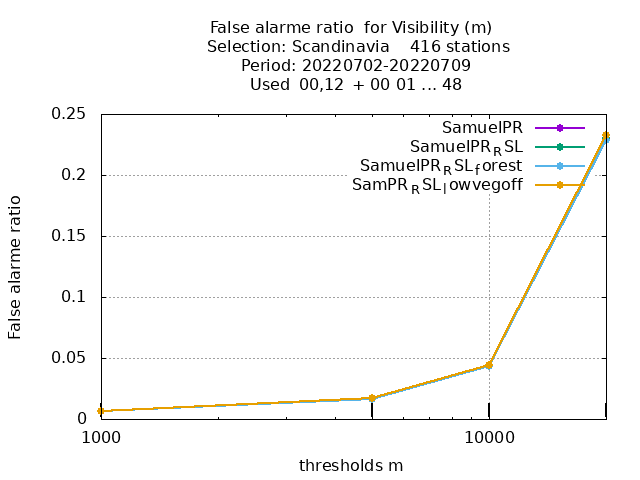 False alarme ratio  for Visibility (m)
Selection: Scandinavia    416 stations
Period: 20220702-20220709
Used  00,12  + 00 01 ... 48
0.25
0.2
0.15
0.1
0.05
0
False alarme ratio
SamuelPR
SamuelPR_RSL
SamuelPR_RSL_forest
SamPR_RSL_lowvegoff
1000
10000
thresholds m